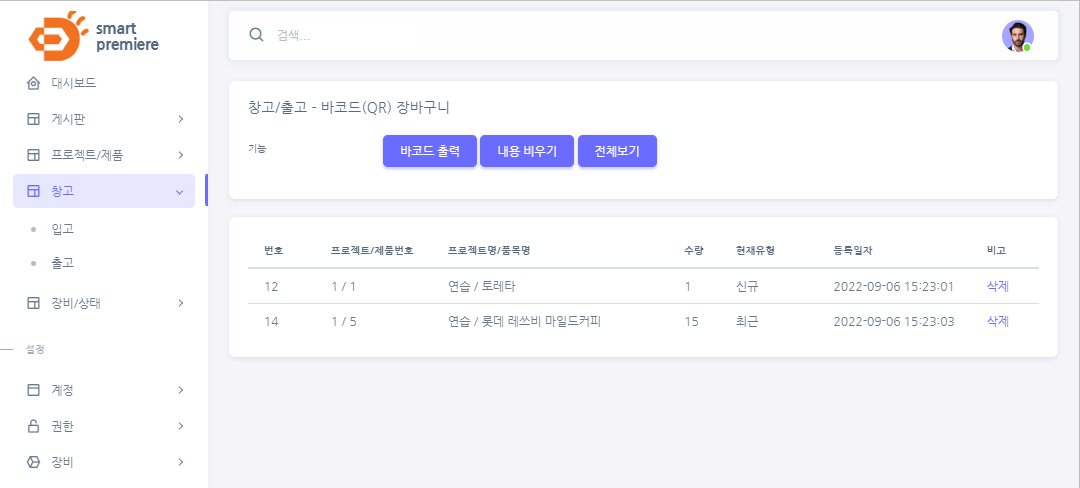 smart
premiere
검색...
대시보드
게시판
프로젝트/제품
창고
입고
출고
장비/상태
설정
계정
권한
장비
창고/출고 - 바코드(QR) 장바구니
기능 바코드 출력 내용 비우기 전체보기
번호 프로젝트/제품번호 프로젝트명/품목명 수량 현재유형 등록일자 비고
12 1 / 1 연습 / 토레타 1 신규 2022-09-06 15:23:01 삭제
14 1 / 5 연습 / 롯데 레쓰비 마일드커피 15 최근 2022-09-06 15:23:03 삭제